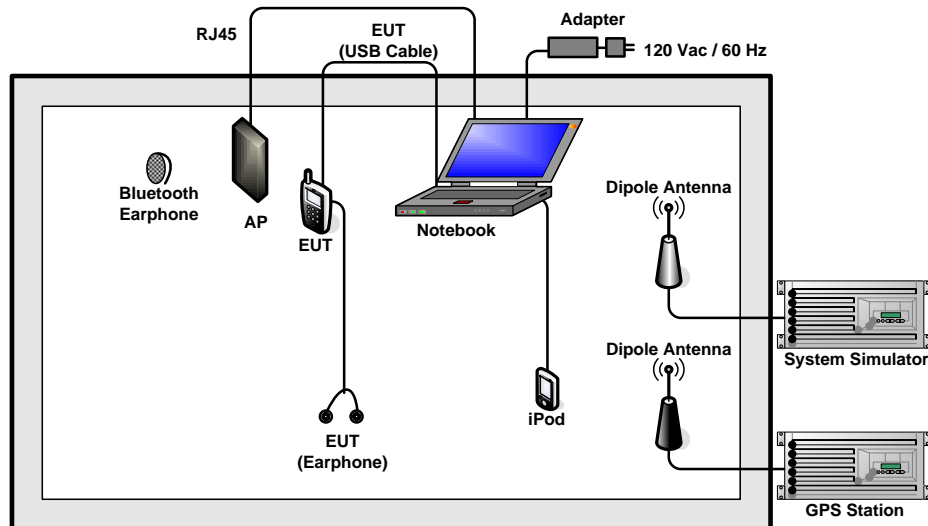 Adapter
RJ45
EUT
(USB Cable)
120 Vac / 60 Hz
Bluetooth
Earphone
AP
EUT
Notebook
Dipole Antenna
System Simulator
Dipole Antenna
iPod
EUT
(Earphone)
GPS Station